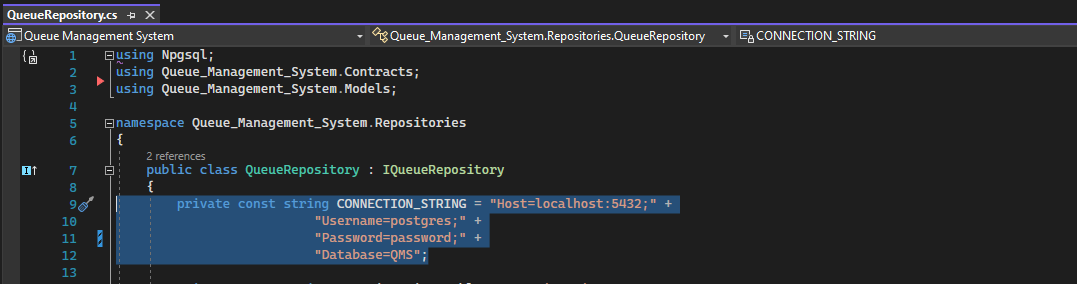 QueueRepository.cs
Queue Management System
Queue_Management_System.Repositories.QueueRepository
CONNECTION_STRING
1 using Npgsql;
2 using Queue_Management_System.Contracts;
3 using Queue_Management_System.Models;
4
5 namespace Queue_Management_System.Repositories
6 {
2 references
7 public class QueueRepository : IQueueRepository
8 {
9 private const string CONNECTION_STRING = "Host=localhost:5432;" +
10 "Username=postgres;" +
11 "Password=password;" +
12 "Database=QMS";
13